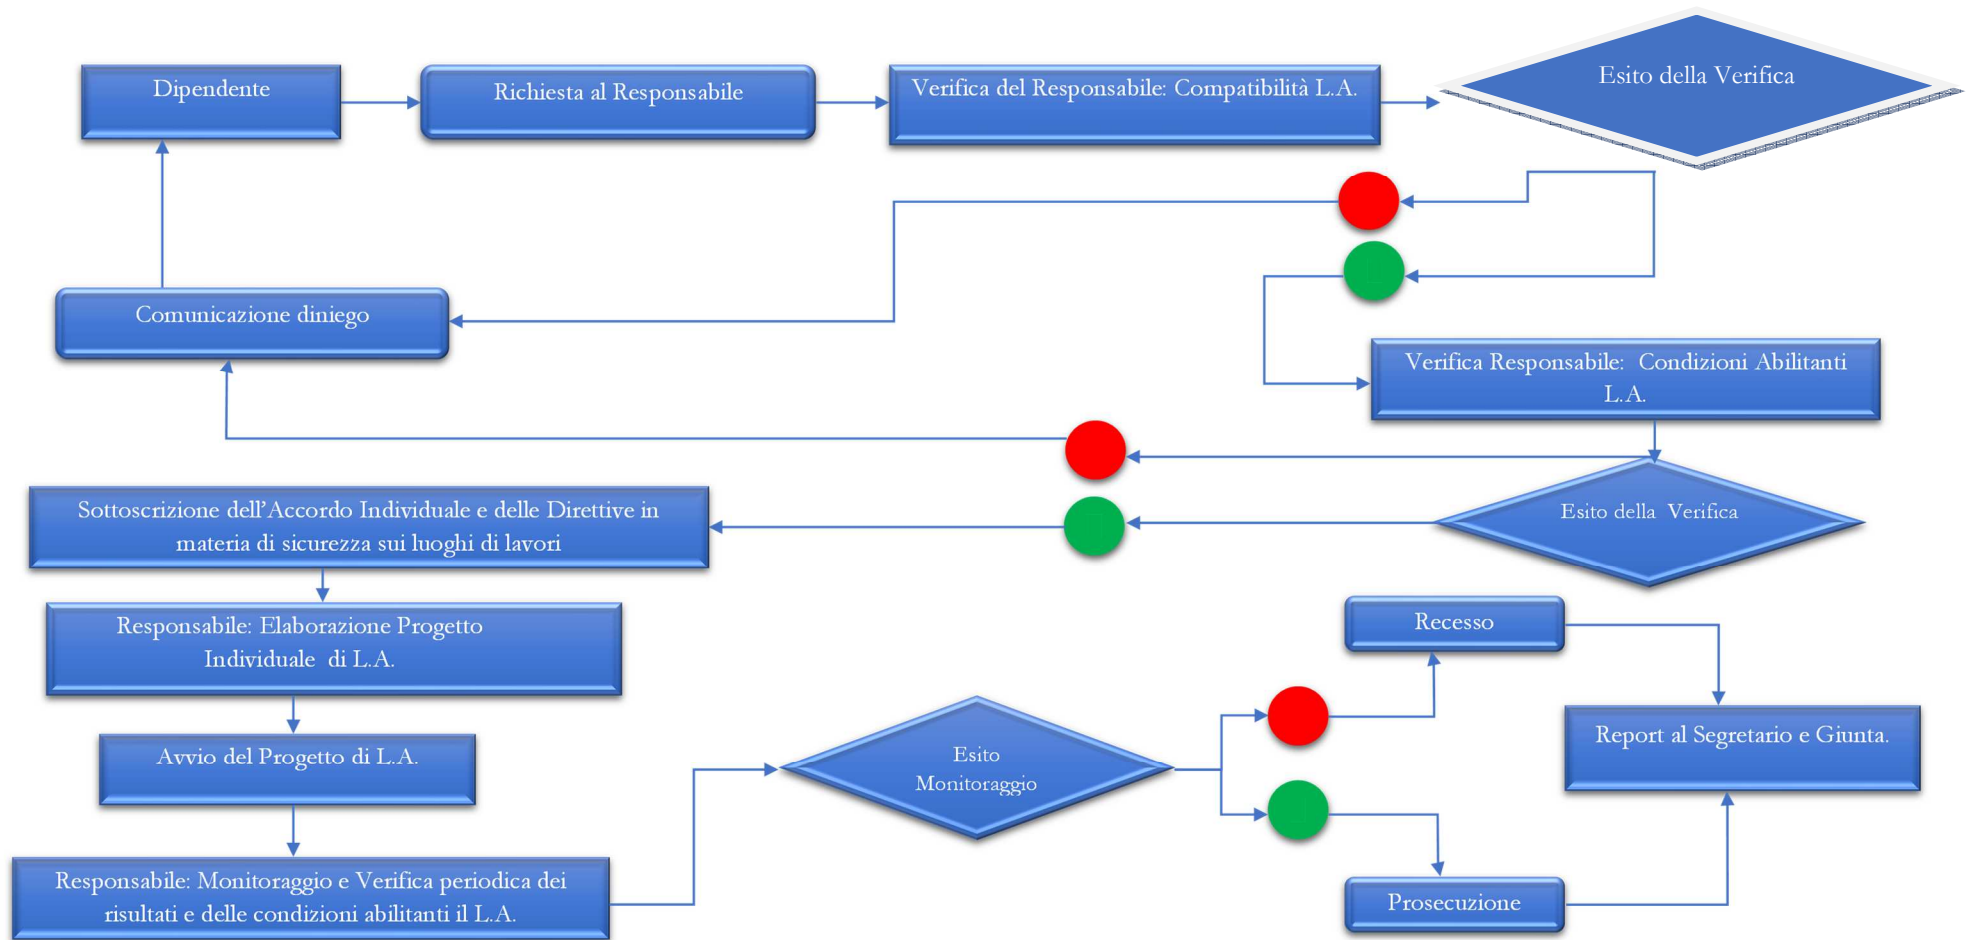 Dipendente
Richiesta al Responsabile
Verifica del Responsabile: Compatibilità L.A.
Esito della Verifica
Comunicazione diniego
Verifica Responsabile:  Condizioni Abilitanti
L.A.
Esito della  Verifica
Sottoscrizione dell’Accordo Individuale e delle Direttive in
materia di sicurezza sui luoghi di lavori
Responsabile: Elaborazione Progetto
Individuale  di L.A.
Avvio del Progetto di L.A.
Responsabile: Monitoraggio e Verifica periodica dei
risultati e delle condizioni abilitanti il L.A.
Esito
Monitoraggio
Recesso
Report al Segretario e Giunta.
Prosecuzione